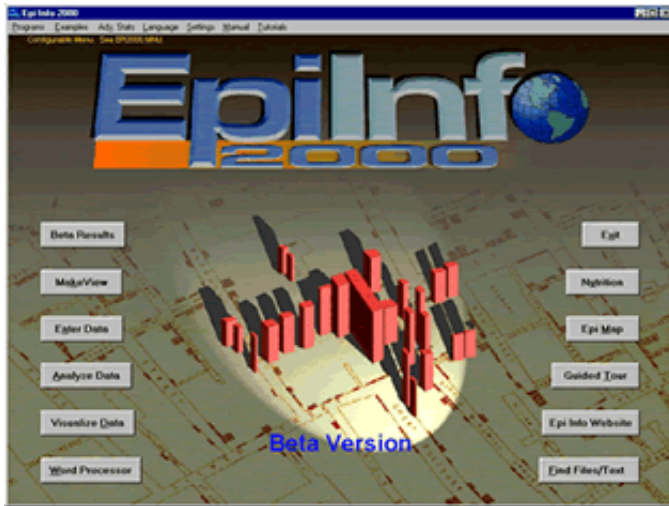 Epi Info 2000
Programs Examples Adv. Stats Language Settings Manual Tutorials
Configurable Menu. See EPI2000.MNU
EpiInfo
2000
Beta Results
Exit
MakeView
Nutrition
Enter Data
Epi Map
Analyze Data
Guided Tour
Visualize Data
Epi Info Website
Beta Version
Word Processor
Find Files/Text